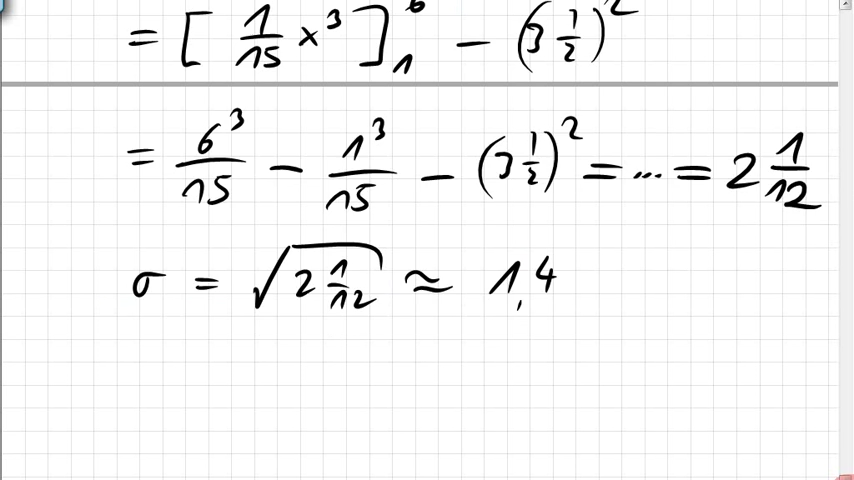 = [ 1/15 x³ ]₁⁶ − (3 1/2)²
= 6³/15 − 1³/15 − (3 1/2)² = ... = 2 1/12
σ = √(2 1/12) ≈ 1,4